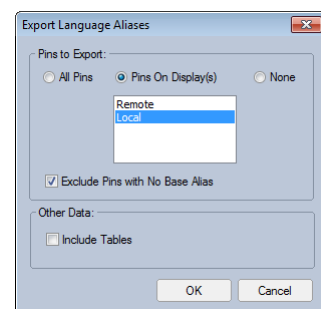 Export Language Aliases
Pins to Export:
All Pins Pins On Display(s) None
Remote
Local
Exclude Pins with No Base Alias
Other Data:
Include Tables
OK Cancel